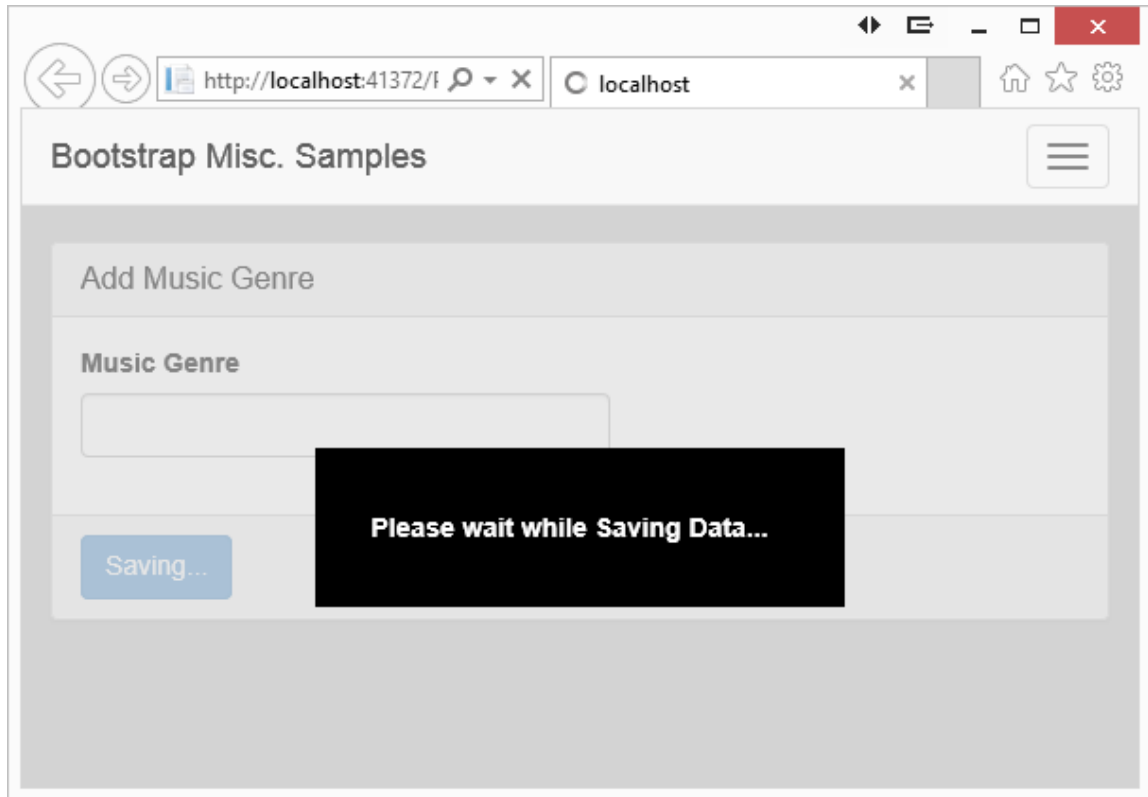 http://localhost:41372/
localhost
Bootstrap Misc. Samples
Add Music Genre
Music Genre
Please wait while Saving Data...
Saving...